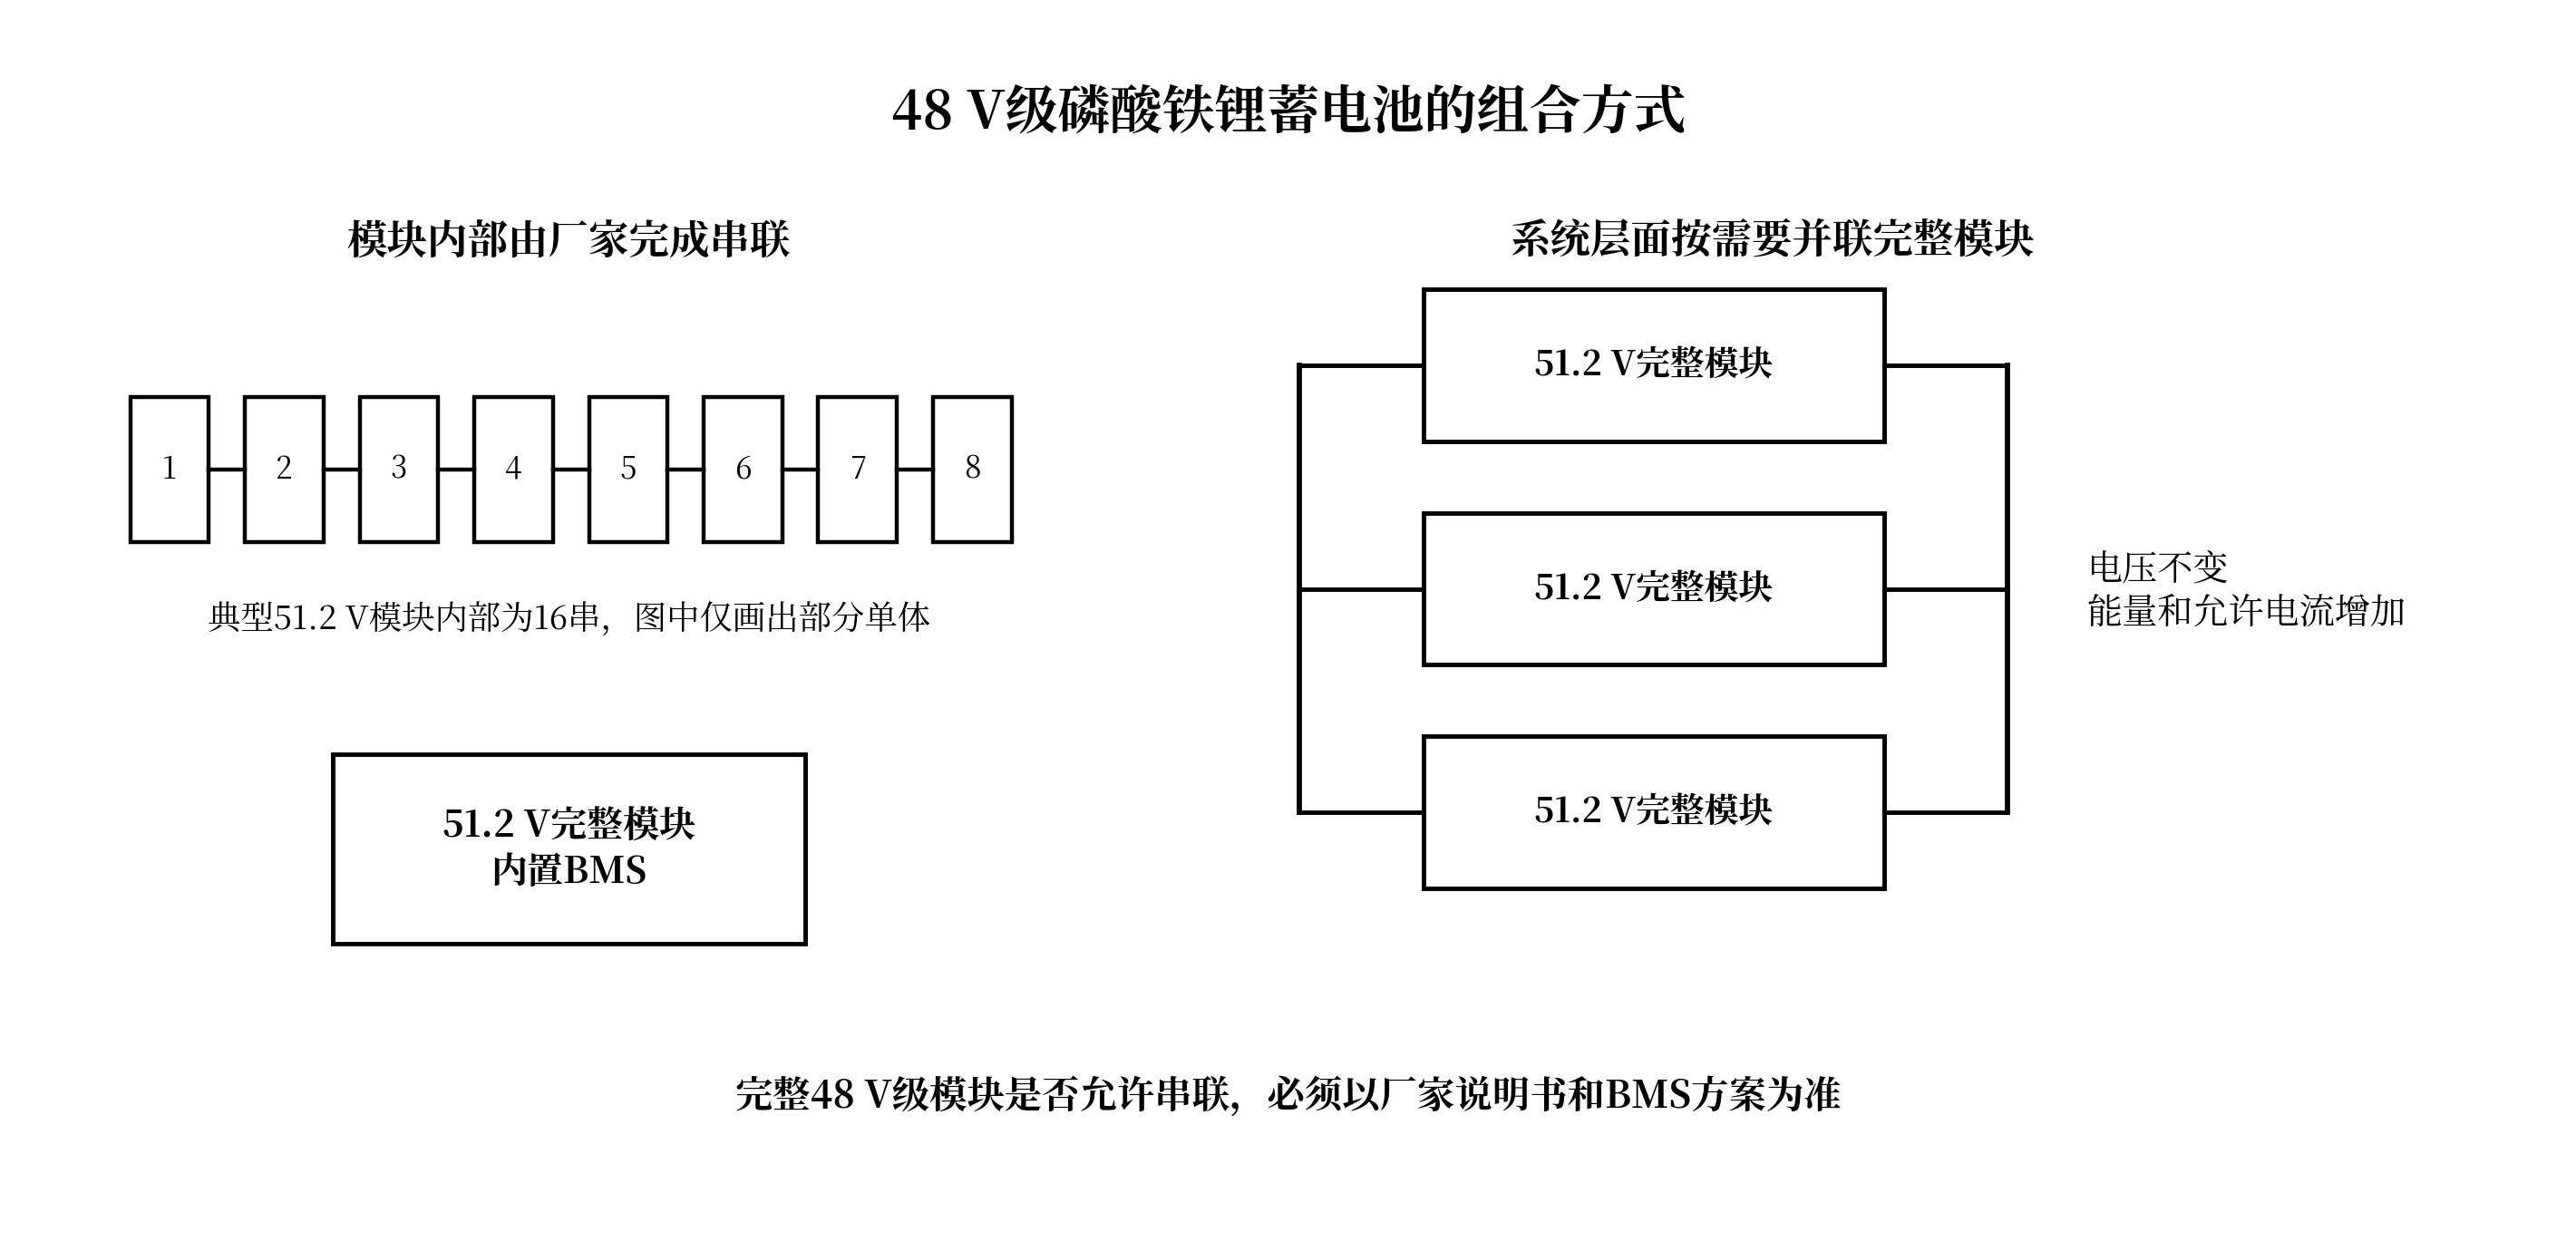 48 V级磷酸铁锂蓄电池的组合方式
模块内部由厂家完成串联
1 2 3 4 5 6 7 8
典型51.2 V模块内部为16串，图中仅画出部分单体
51.2 V完整模块
内置BMS
系统层面按需要并联完整模块
51.2 V完整模块
51.2 V完整模块
51.2 V完整模块
电压不变
能量和允许电流增加
完整48 V级模块是否允许串联，必须以厂家说明书和BMS方案为准